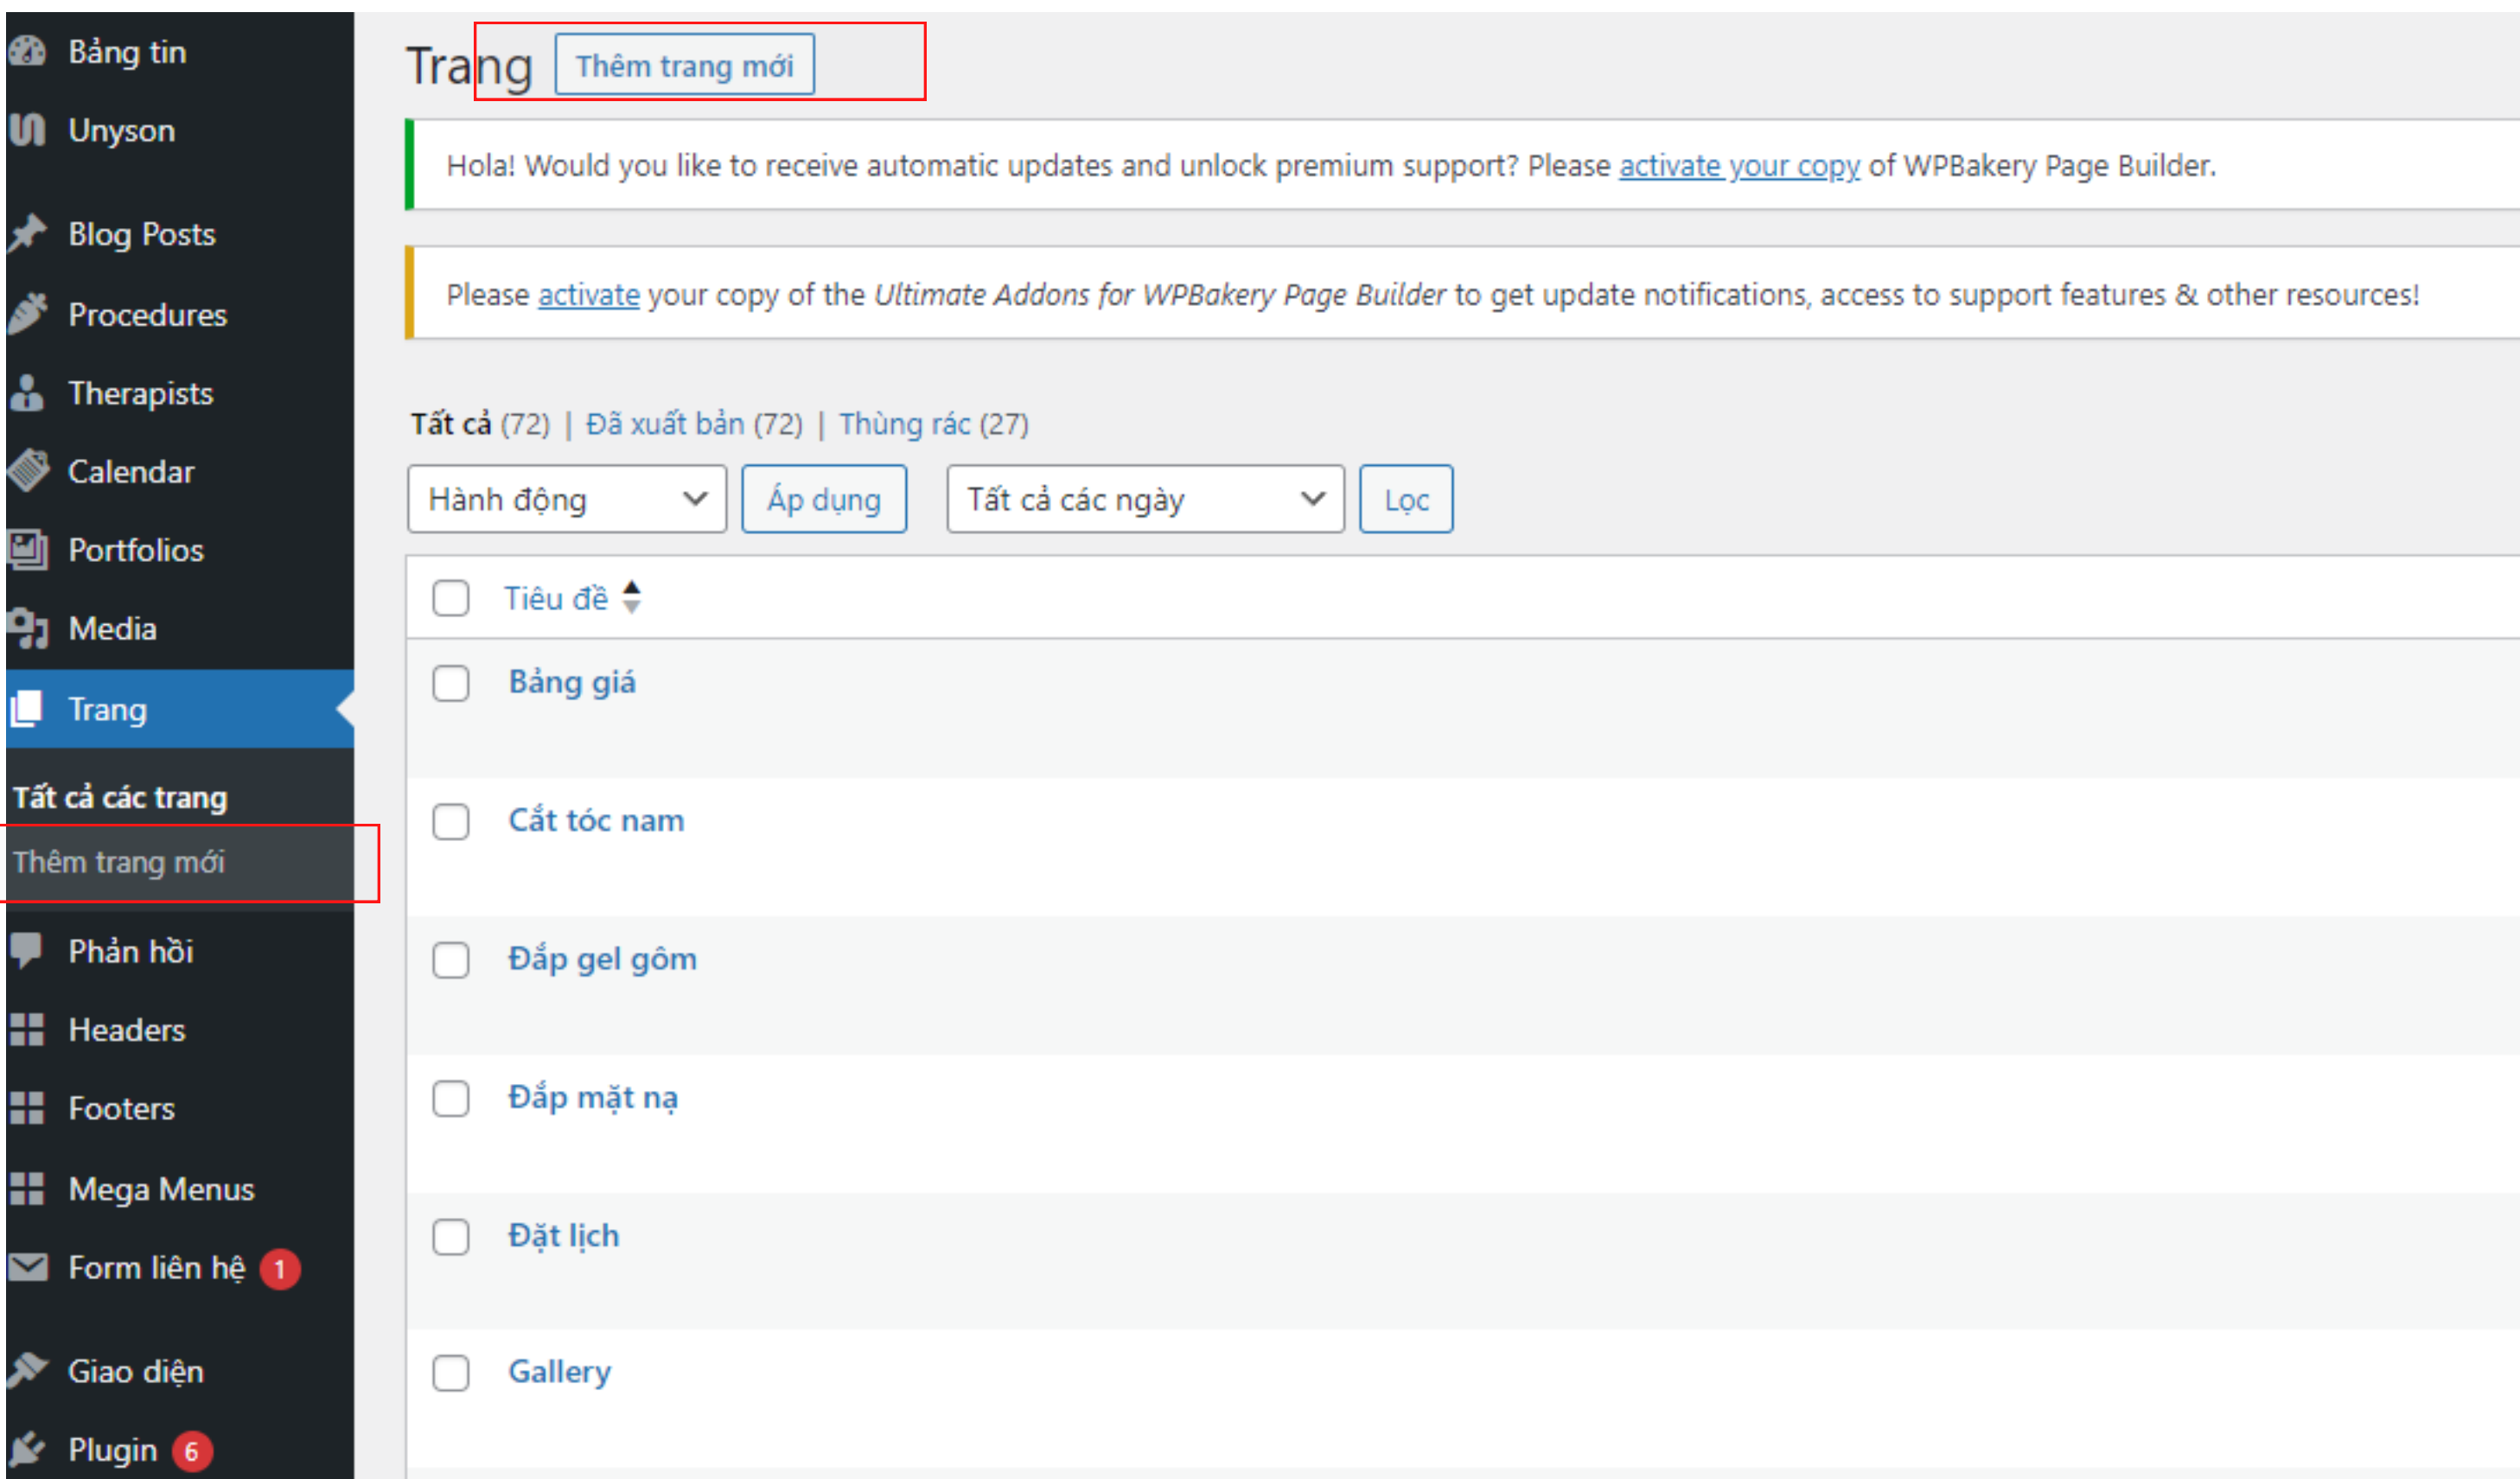 Bảng tin
Unyson
Blog Posts
Procedures
Therapists
Calendar
Portfolios
Media
Trang
Tất cả các trang
Thêm trang mới
Phản hồi
Headers
Footers
Mega Menus
Form liên hệ 1
Giao diện
Plugin 6
Trang Thêm trang mới
Hola! Would you like to receive automatic updates and unlock premium support? Please activate your copy of WPBakery Page Builder.
Please activate your copy of the Ultimate Addons for WPBakery Page Builder to get update notifications, access to support features & other resources!
Tất cả (72) | Đã xuất bản (72) | Thùng rác (27)
Hành động Áp dụng Tất cả các ngày Lọc
Tiêu đề
Bảng giá
Cắt tóc nam
Đắp gel gôm
Đắp mặt nạ
Đặt lịch
Gallery